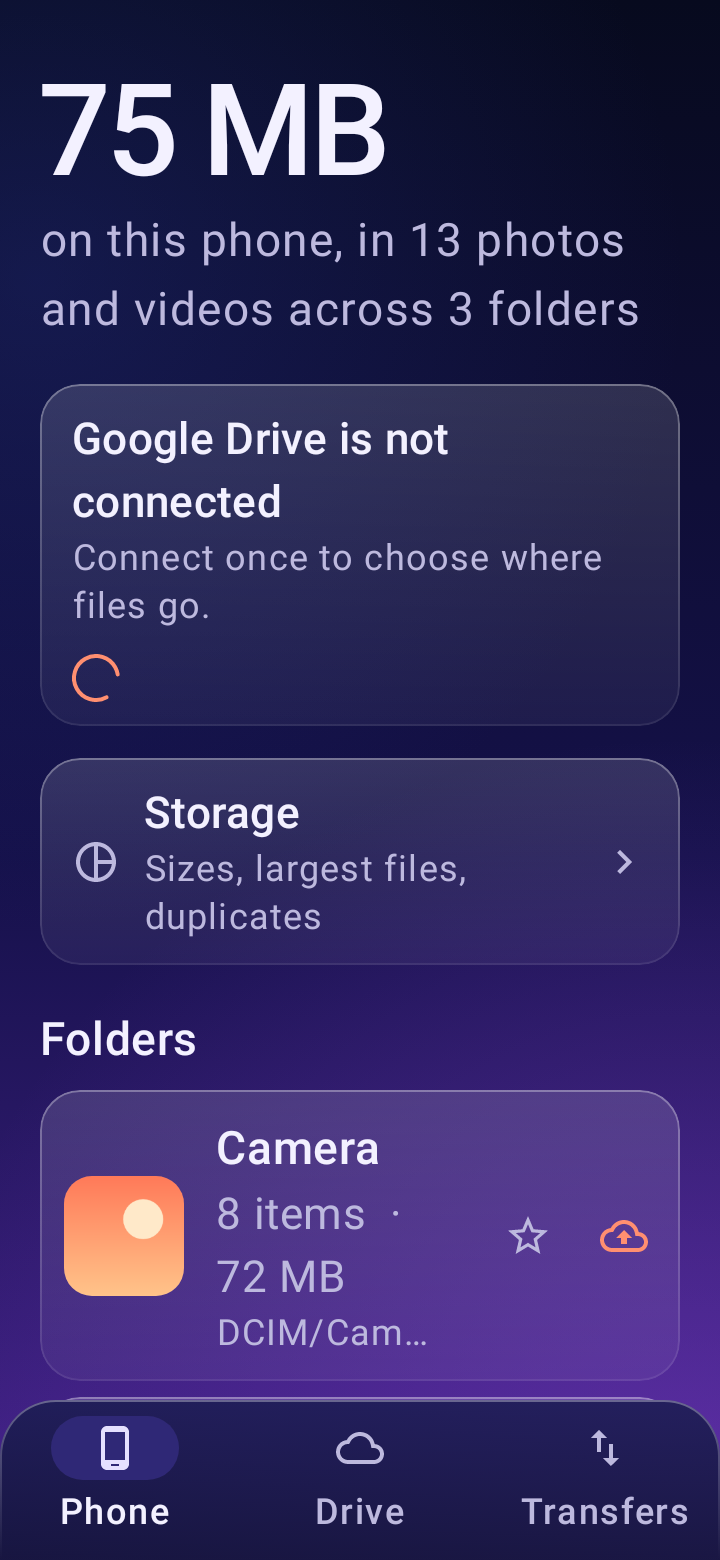 75 MB
on this phone, in 13 photos
and videos across 3 folders
Google Drive is not
connected
Connect once to choose where
files go.
Storage
Sizes, largest files,
duplicates
Folders
Camera
8 items ·
72 MB
DCIM/Cam…
Phone
Drive
Transfers